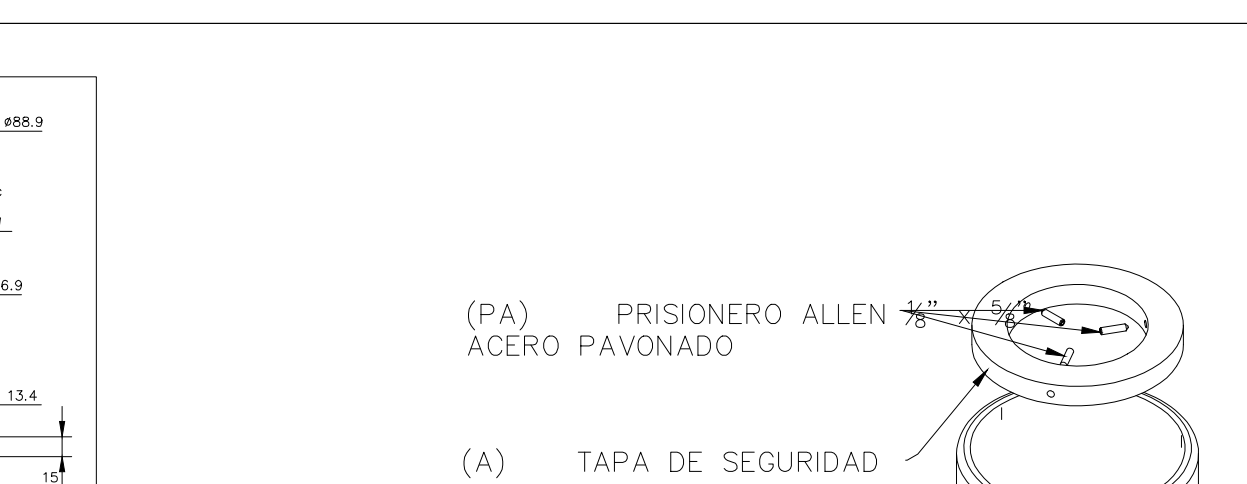 ø88.9
6.9
(PA) PRISIONERO ALLEN 1/8" x 5/8"
ACERO PAVONADO
13.4
15
(A) TAPA DE SEGURIDAD